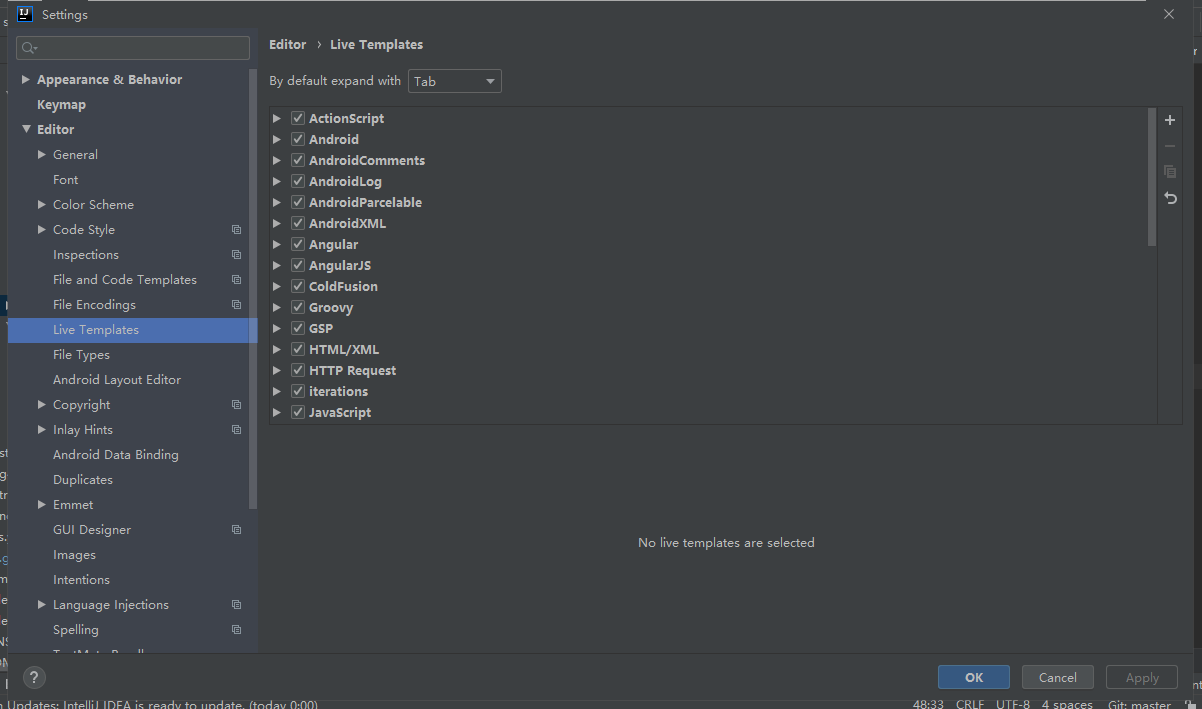 Settings
Appearance & Behavior
Keymap
Editor
General
Font
Color Scheme
Code Style
Inspections
File and Code Templates
File Encodings
Live Templates
File Types
Android Layout Editor
Copyright
Inlay Hints
Android Data Binding
Duplicates
Emmet
GUI Designer
Images
Intentions
Language Injections
Spelling
Editor › Live Templates
By default expand with Tab
ActionScript
Android
AndroidComments
AndroidLog
AndroidParcelable
AndroidXML
Angular
AngularJS
ColdFusion
Groovy
GSP
HTML/XML
HTTP Request
iterations
JavaScript
No live templates are selected
?
OK Cancel Apply
Updates: IntelliJ IDEA is ready to update. (today 0:00) 48:33 CRLF UTF-8 4 spaces Git: master